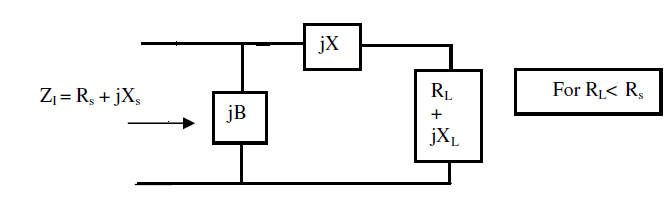 jX
Z_I = R_s + jX_s
jB
R_L
+
jX_L
For R_L< R_s